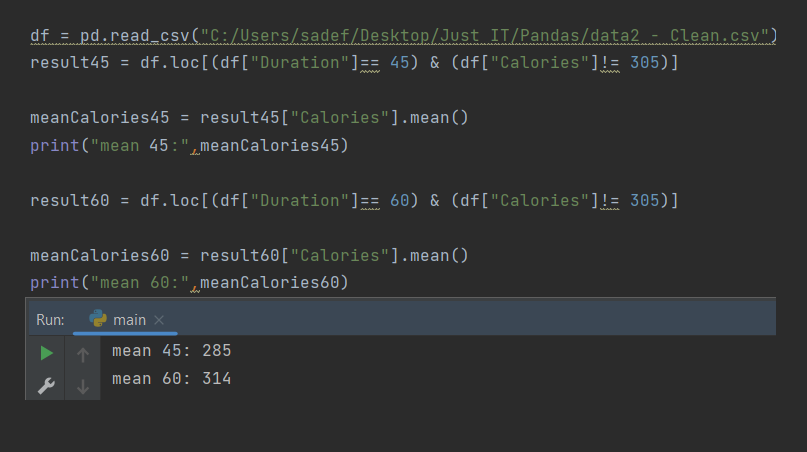 df = pd.read_csv("C:/Users/sadef/Desktop/Just IT/Pandas/data2 - Clean.csv")
result45 = df.loc[(df["Duration"]== 45) & (df["Calories"]!= 305)]
meanCalories45 = result45["Calories"].mean()
print("mean 45:",meanCalories45)
result60 = df.loc[(df["Duration"]== 60) & (df["Calories"]!= 305)]
meanCalories60 = result60["Calories"].mean()
print("mean 60:",meanCalories60)
Run: main
mean 45: 285
mean 60: 314